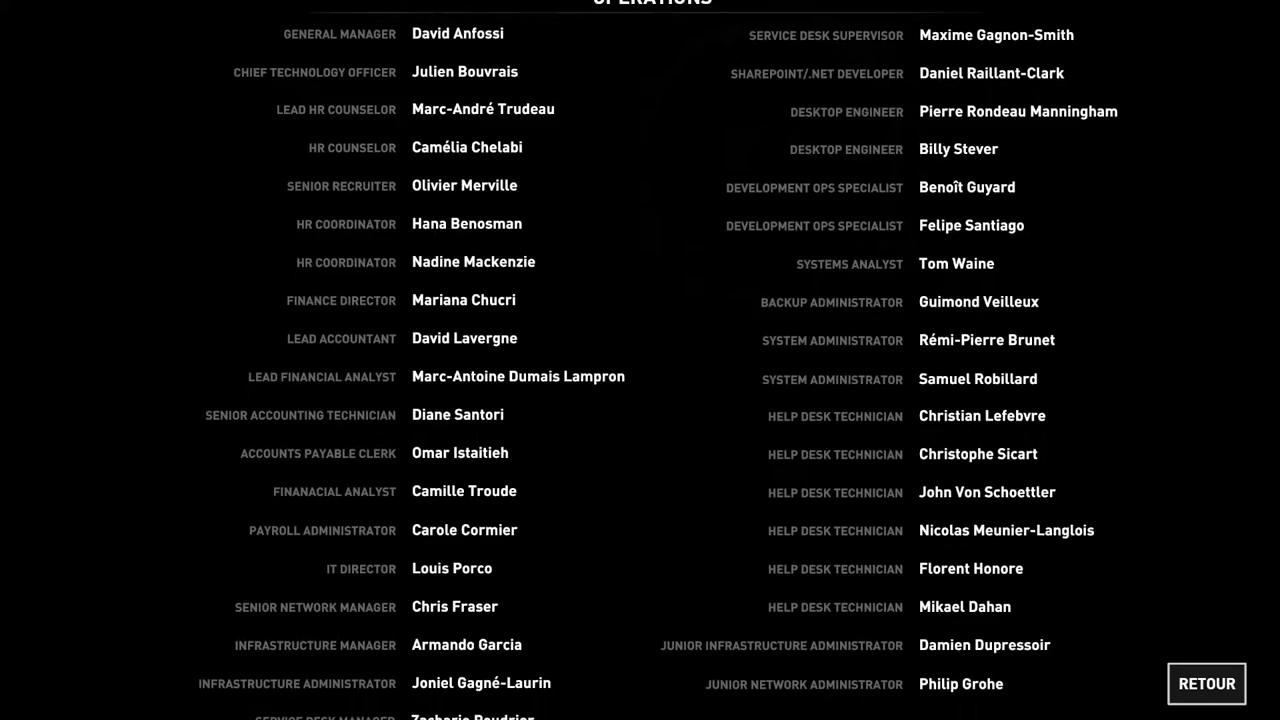 OPERATIONS
GENERAL MANAGER David Anfossi
CHIEF TECHNOLOGY OFFICER Julien Bouvrais
LEAD HR COUNSELOR Marc-André Trudeau
HR COUNSELOR Camélia Chelabi
SENIOR RECRUITER Olivier Merville
HR COORDINATOR Hana Benosman
HR COORDINATOR Nadine Mackenzie
FINANCE DIRECTOR Mariana Chucri
LEAD ACCOUNTANT David Lavergne
LEAD FINANCIAL ANALYST Marc-Antoine Dumais Lampron
SENIOR ACCOUNTING TECHNICIAN Diane Santori
ACCOUNTS PAYABLE CLERK Omar Istaitieh
FINANACIAL ANALYST Camille Troude
PAYROLL ADMINISTRATOR Carole Cormier
IT DIRECTOR Louis Porco
SENIOR NETWORK MANAGER Chris Fraser
INFRASTRUCTURE MANAGER Armando Garcia
INFRASTRUCTURE ADMINISTRATOR Joniel Gagné-Laurin
SERVICE DESK MANAGER Zacharie Poudrier
SERVICE DESK SUPERVISOR Maxime Gagnon-Smith
SHAREPOINT/.NET DEVELOPER Daniel Raillant-Clark
DESKTOP ENGINEER Pierre Rondeau Manningham
DESKTOP ENGINEER Billy Stever
DEVELOPMENT OPS SPECIALIST Benoît Guyard
DEVELOPMENT OPS SPECIALIST Felipe Santiago
SYSTEMS ANALYST Tom Waine
BACKUP ADMINISTRATOR Guimond Veilleux
SYSTEM ADMINISTRATOR Rémi-Pierre Brunet
SYSTEM ADMINISTRATOR Samuel Robillard
HELP DESK TECHNICIAN Christian Lefebvre
HELP DESK TECHNICIAN Christophe Sicart
HELP DESK TECHNICIAN John Von Schoettler
HELP DESK TECHNICIAN Nicolas Meunier-Langlois
HELP DESK TECHNICIAN Florent Honore
HELP DESK TECHNICIAN Mikael Dahan
JUNIOR INFRASTRUCTURE ADMINISTRATOR Damien Dupressoir
JUNIOR NETWORK ADMINISTRATOR Philip Grohe
RETOUR